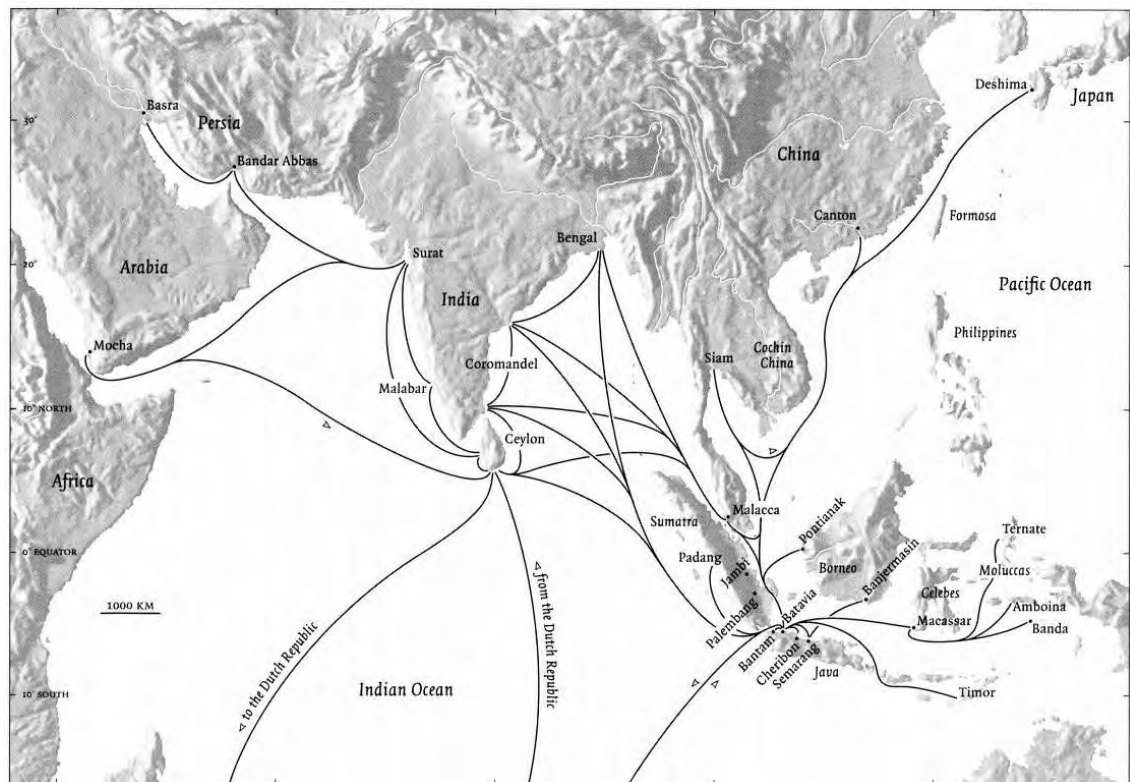 Deshima
Japan
Basra
30°
Persia
China
Bandar Abbas
Canton
Formosa
Bengal
Surat
20°
Arabia
India
Pacific Ocean
Philippines
Mocha
Cochin
China
Siam
Coromandel
Malabar
10° NORTH
Ceylon
Africa
Malacca
Sumatra
Pontianak
Ternate
0° EQUATOR
Padang
Jambi
Borneo
Banjermasin
Moluccas
from the Dutch Republic
Celebes
1000 KM
Palembang
Batavia
Amboina
Macassar
Banda
to the Dutch Republic
Bantam
Cheribon
Semarang
Java
Indian Ocean
10° SOUTH
Timor